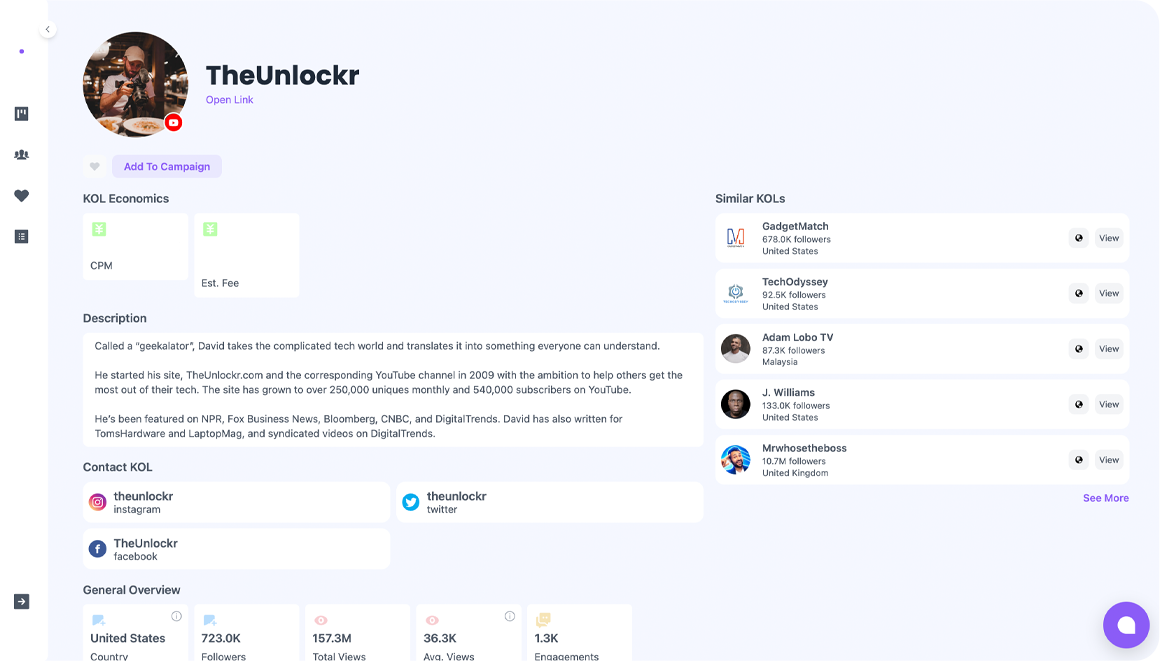 TheUnlockr
Open Link
Add To Campaign
KOL Economics
CPM
Est. Fee
Description
Called a “geekalator”, David takes the complicated tech world and translates it into something everyone can understand.
He started his site, TheUnlockr.com and the corresponding YouTube channel in 2009 with the ambition to help others get the
most out of their tech. The site has grown to over 250,000 uniques monthly and 540,000 subscribers on YouTube.
He’s been featured on NPR, Fox Business News, Bloomberg, CNBC, and DigitalTrends. David has also written for
TomsHardware and LaptopMag, and syndicated videos on DigitalTrends.
Contact KOL
theunlockr
instagram
theunlockr
twitter
TheUnlockr
facebook
General Overview
United States
Country
723.0K
Followers
157.3M
Total Views
36.3K
Avg. Views
1.3K
Engagements
Similar KOLs
GadgetMatch
678.0K followers
United States
View
TechOdyssey
92.5K followers
United States
View
Adam Lobo TV
87.3K followers
Malaysia
View
J. Williams
133.0K followers
United States
View
Mrwhosetheboss
10.7M followers
United Kingdom
View
See More